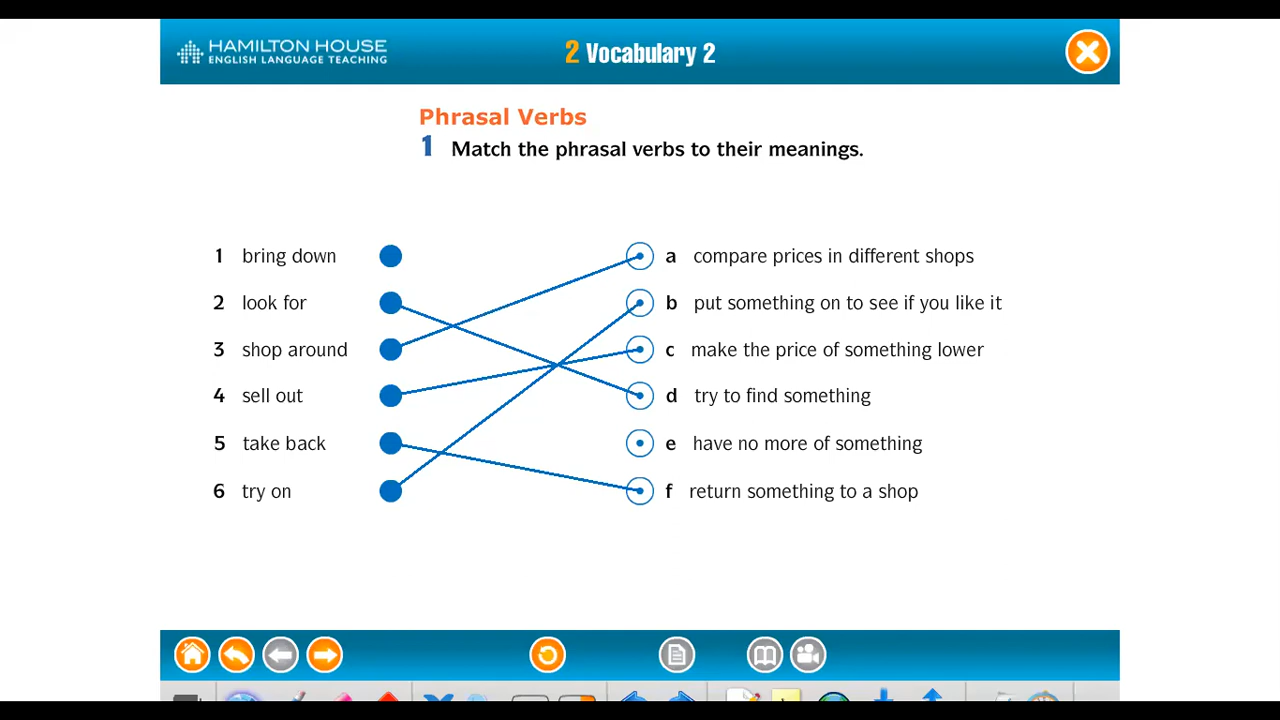 HAMILTON HOUSE
ENGLISH LANGUAGE TEACHING
2 Vocabulary 2
Phrasal Verbs
1 Match the phrasal verbs to their meanings.
1 bring down a compare prices in different shops
2 look for b put something on to see if you like it
3 shop around c make the price of something lower
4 sell out d try to find something
5 take back e have no more of something
6 try on f return something to a shop